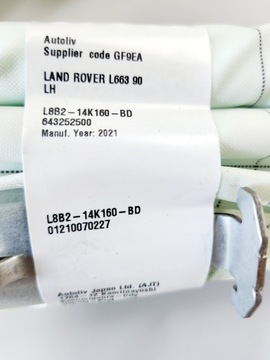 Autoliv
Supplier code GF9EA
LAND ROVER L663 90
LH
L8B2-14K160-BD
643252500
Manuf. Year: 2021
L8B2-14K160-BD
01210070227
Autoliv Japan Ltd. (AJT)